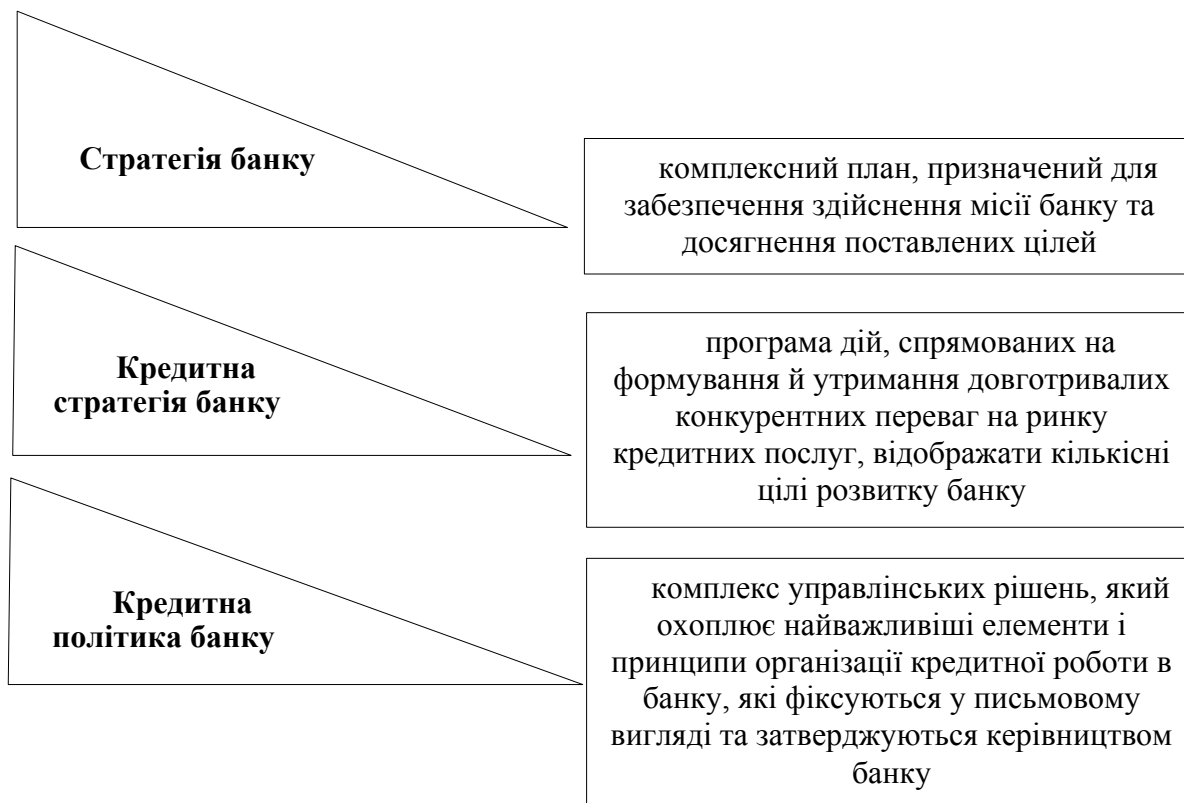 Стратегія банку
комплексний план, призначений для
забезпечення здійснення місії банку та
досягнення поставлених цілей
Кредитна
стратегія банку
програма дій, спрямованих на
формування й утримання довготривалих
конкурентних переваг на ринку
кредитних послуг, відображати кількісні
цілі розвитку банку
Кредитна
політика банку
комплекс управлінських рішень, який
охоплює найважливіші елементи і
принципи організації кредитної роботи в
банку, які фіксуються у письмовому
вигляді та затверджуються керівництвом
банку